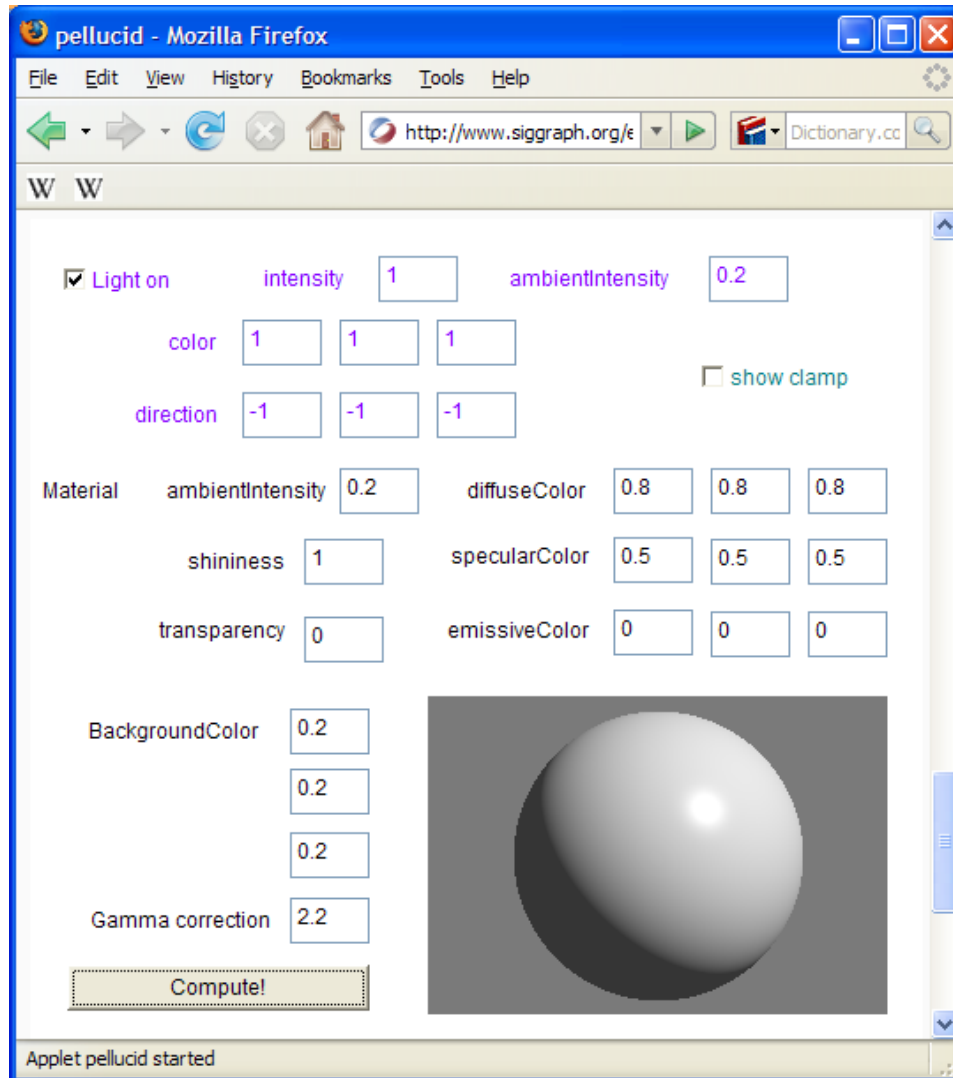 pellucid - Mozilla Firefox
File Edit View History Bookmarks Tools Help
http://www.siggraph.org/e Dictionary.cc
W W
Light on intensity 1 ambientIntensity 0.2
color 1 1 1
show clamp
direction -1 -1 -1
Material ambientIntensity 0.2 diffuseColor 0.8 0.8 0.8
shininess 1 specularColor 0.5 0.5 0.5
transparency 0 emissiveColor 0 0 0
BackgroundColor 0.2
0.2
0.2
Gamma correction 2.2
Compute!
Applet pellucid started